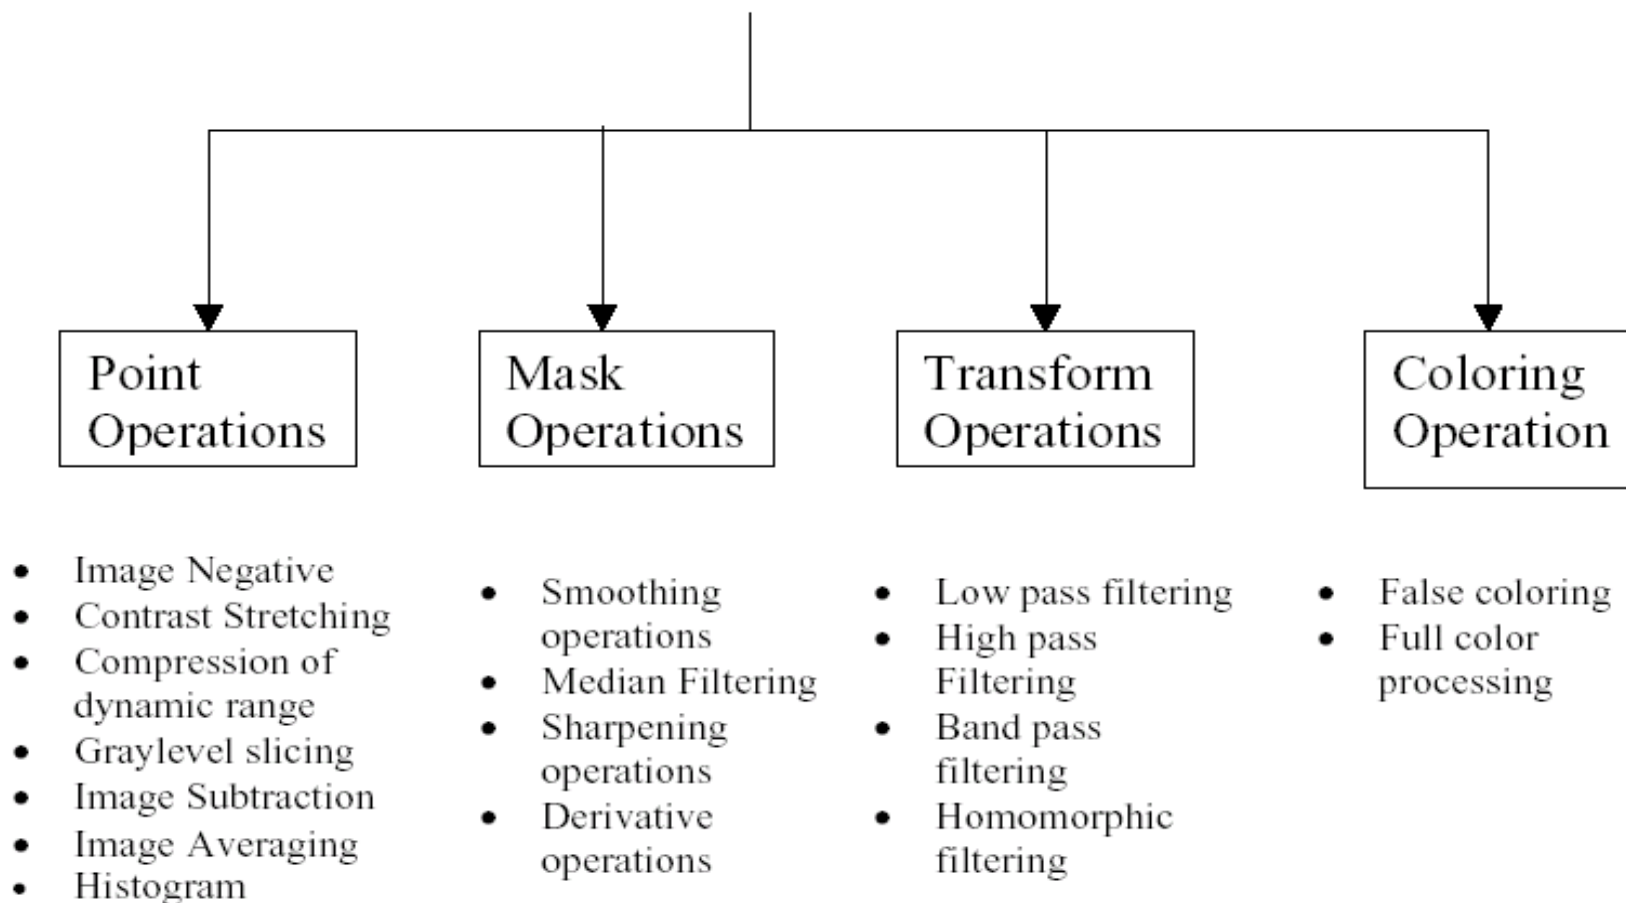 Point
Operations
Mask
Operations
Transform
Operations
Coloring
Operation
• Image Negative
• Contrast Stretching
• Compression of
dynamic range
• Graylevel slicing
• Image Subtraction
• Image Averaging
• Histogram
• Smoothing
operations
• Median Filtering
• Sharpening
operations
• Derivative
operations
• Low pass filtering
• High pass
Filtering
• Band pass
filtering
• Homomorphic
filtering
• False coloring
• Full color
processing